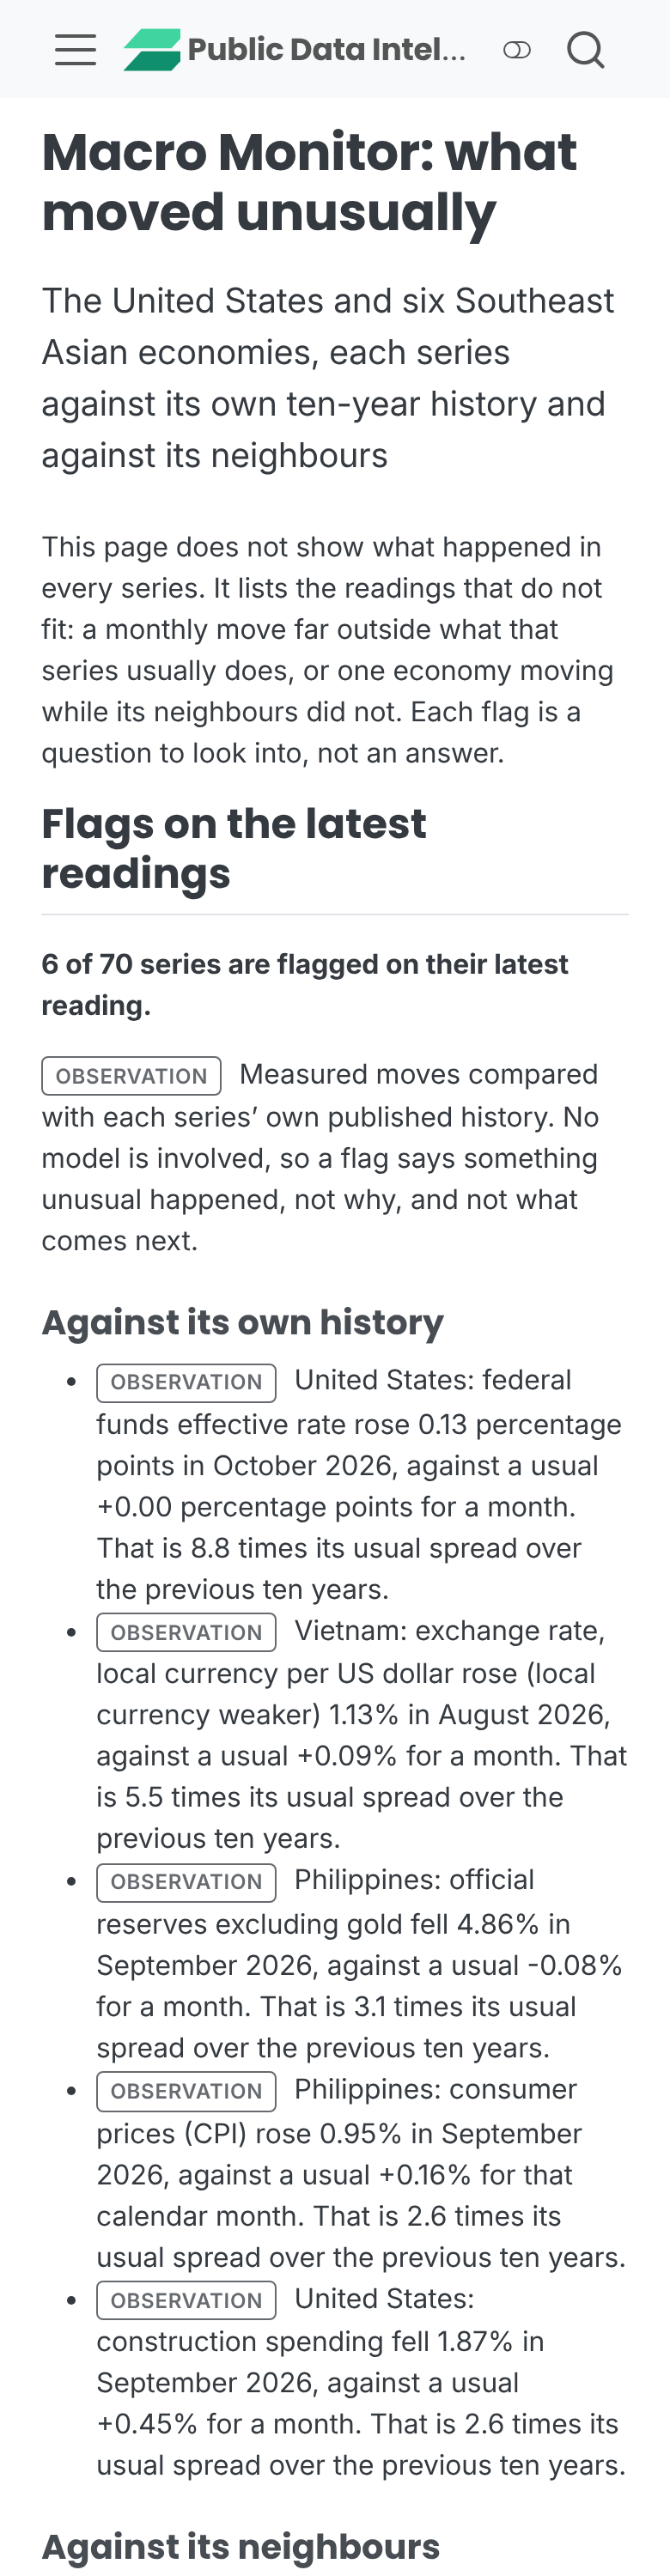 Public Data Intel...
Macro Monitor: what
moved unusually
The United States and six Southeast
Asian economies, each series
against its own ten-year history and
against its neighbours
This page does not show what happened in
every series. It lists the readings that do not
fit: a monthly move far outside what that
series usually does, or one economy moving
while its neighbours did not. Each flag is a
question to look into, not an answer.
Flags on the latest
readings
6 of 70 series are flagged on their latest
reading.
OBSERVATION Measured moves compared
with each series’ own published history. No
model is involved, so a flag says something
unusual happened, not why, and not what
comes next.
Against its own history
• OBSERVATION United States: federal
funds effective rate rose 0.13 percentage
points in October 2026, against a usual
+0.00 percentage points for a month.
That is 8.8 times its usual spread over
the previous ten years.
• OBSERVATION Vietnam: exchange rate,
local currency per US dollar rose (local
currency weaker) 1.13% in August 2026,
against a usual +0.09% for a month. That
is 5.5 times its usual spread over the
previous ten years.
• OBSERVATION Philippines: official
reserves excluding gold fell 4.86% in
September 2026, against a usual -0.08%
for a month. That is 3.1 times its usual
spread over the previous ten years.
• OBSERVATION Philippines: consumer
prices (CPI) rose 0.95% in September
2026, against a usual +0.16% for that
calendar month. That is 2.6 times its
usual spread over the previous ten years.
• OBSERVATION United States:
construction spending fell 1.87% in
September 2026, against a usual
+0.45% for a month. That is 2.6 times its
usual spread over the previous ten years.
Against its neighbours